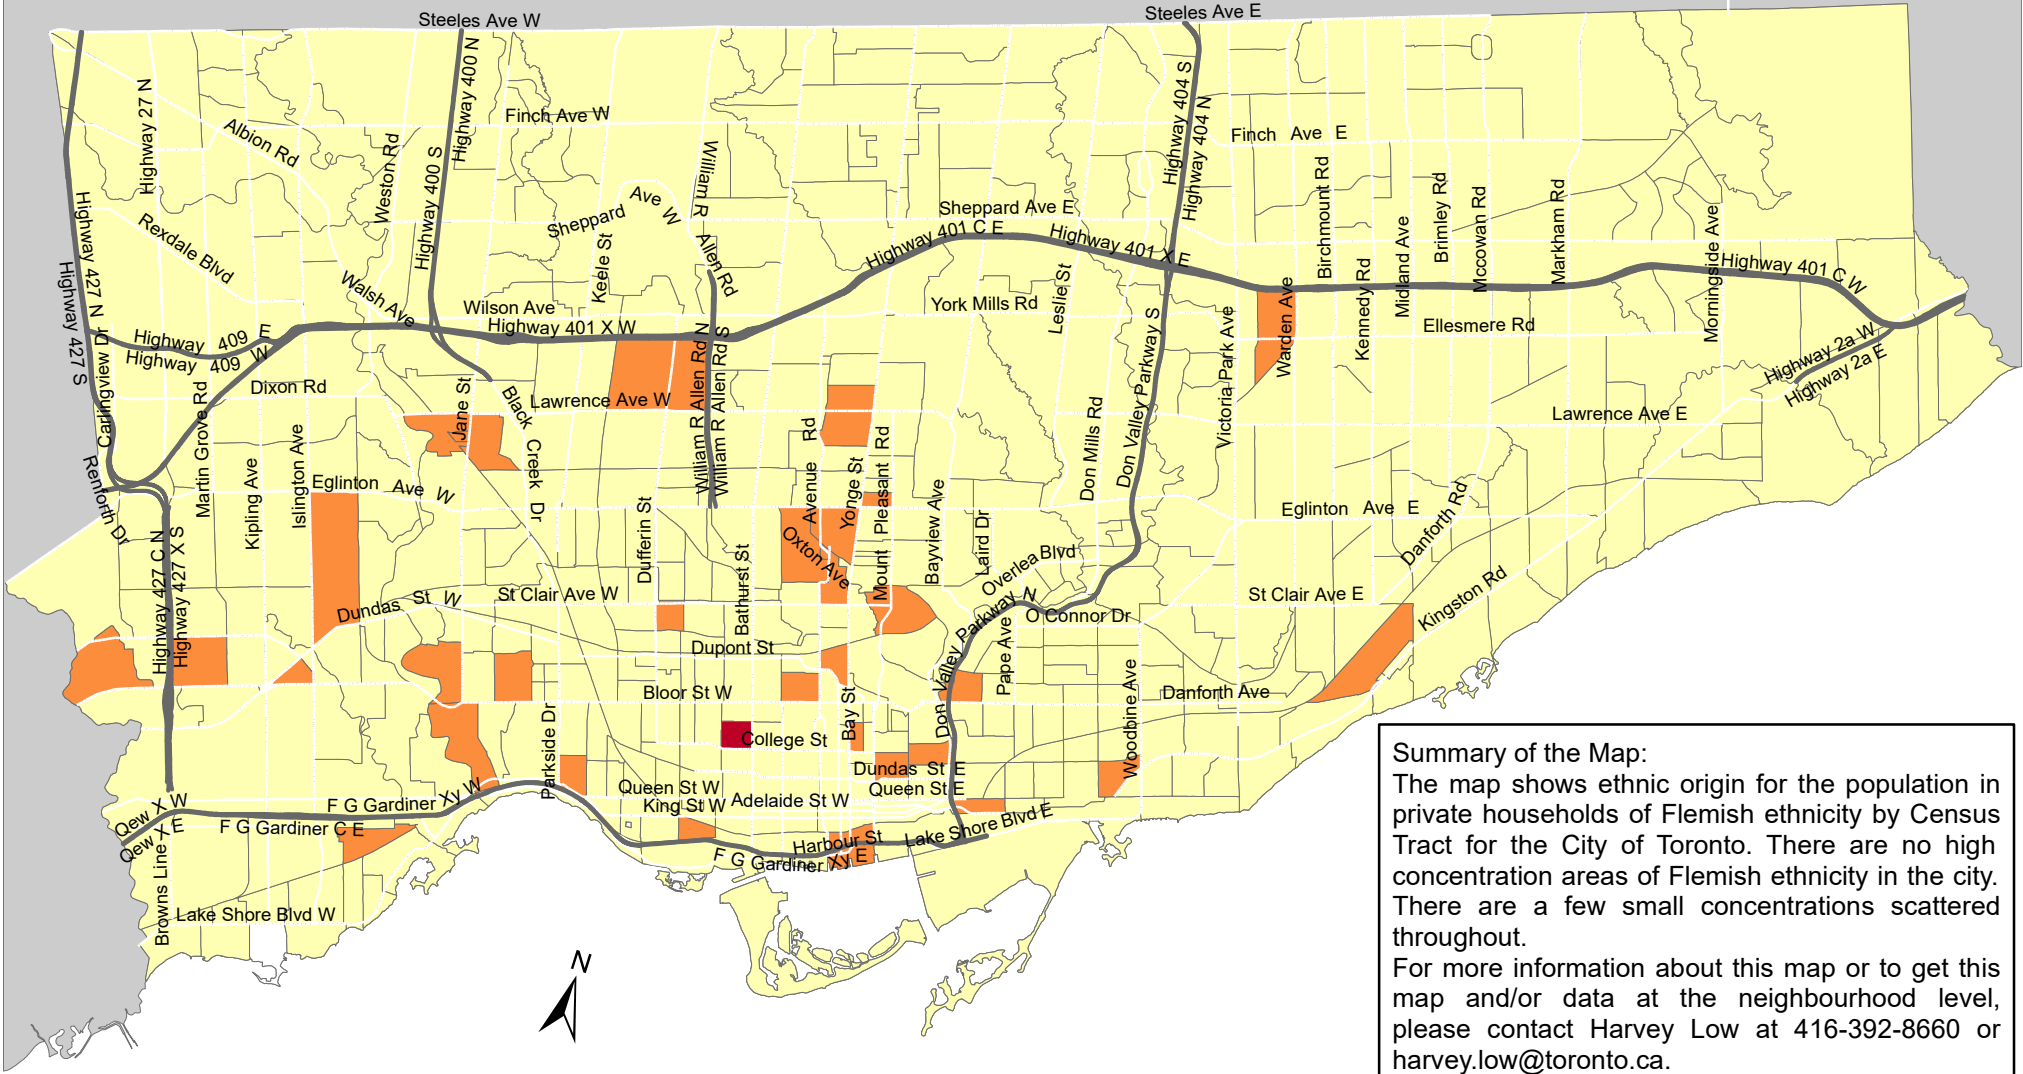 Steeles Ave W
Steeles Ave E
Highway 27 N
Albion Rd
Weston Rd
Highway 400 N
Highway 400 S
Finch Ave W
William R Allen Rd
Highway 404 S
Highway 404 N
Finch Ave E
Highway 427 N
Highway 427 S
Rexdale Blvd
Walsh Ave
Sheppard Ave W
Keele St
Wilson Ave
Highway 401 X W
Sheppard Ave E
Highway 401 C E
Highway 401 X E
York Mills Rd
Leslie St
Birchmount Rd
Kennedy Rd
Midland Ave
Brimley Rd
Mccowan Rd
Markham Rd
Morningside Ave
Highway 401 C W
Highway 2a W
Highway 2a E
Ellesmere Rd
Warden Ave
Victoria Park Ave
Don Valley Parkway S
Highway 409 E
Highway 409 W
Carlingview Dr
Dixon Rd
Martin Grove Rd
Jane St
Black Creek Dr
Lawrence Ave W
William R Allen Rd N
William R Allen Rd S
Lawrence Ave E
Renforth Dr
Kipling Ave
Islington Ave
Eglinton Ave W
Dufferin St
Bathurst St
Avenue Rd
Oxton Ave
Yonge St
Mount Pleasant Rd
Bayview Ave
Laird Dr
Don Mills Rd
Overlea Blvd
Eglinton Ave E
Danforth Rd
Kingston Rd
Highway 427 C N
Highway 427 X S
Dundas St W
St Clair Ave W
St Clair Ave E
O Connor Dr
Don Valley Parkway N
Pape Ave
Dupont St
Bloor St W
Bay St
Danforth Ave
Woodbine Ave
Parkside Dr
College St
Dundas St E
Queen St W
Queen St E
King St W
Adelaide St W
Qew X W
Qew X E
F G Gardiner Xy W
F G Gardiner C E
Harbour St
Lake Shore Blvd E
F G Gardiner Xy E
Browns Line
Lake Shore Blvd W
N
Summary of the Map:
The map shows ethnic origin for the population in
private households of Flemish ethnicity by Census
Tract for the City of Toronto. There are no high
concentration areas of Flemish ethnicity in the city.
There are a few small concentrations scattered
throughout.
For more information about this map or to get this
map and/or data at the neighbourhood level,
please contact Harvey Low at 416-392-8660 or
harvey.low@toronto.ca.